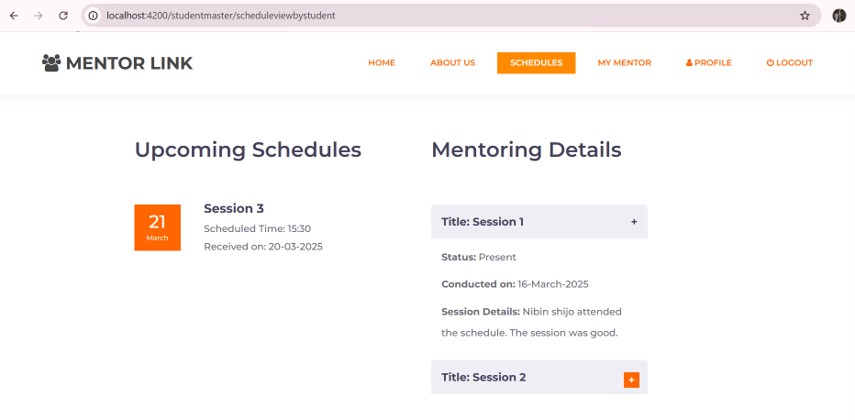 localhost:4200/studentmaster/scheduleviewbystudent
MENTOR LINK
HOME
ABOUT US
SCHEDULES
MY MENTOR
PROFILE
LOGOUT
Upcoming Schedules
21
March
Session 3
Scheduled Time: 15:30
Received on: 20-03-2025
Mentoring Details
Title: Session 1 +
Status: Present
Conducted on: 16-March-2025
Session Details: Nibin shijo attended
the schedule. The session was good.
Title: Session 2 +